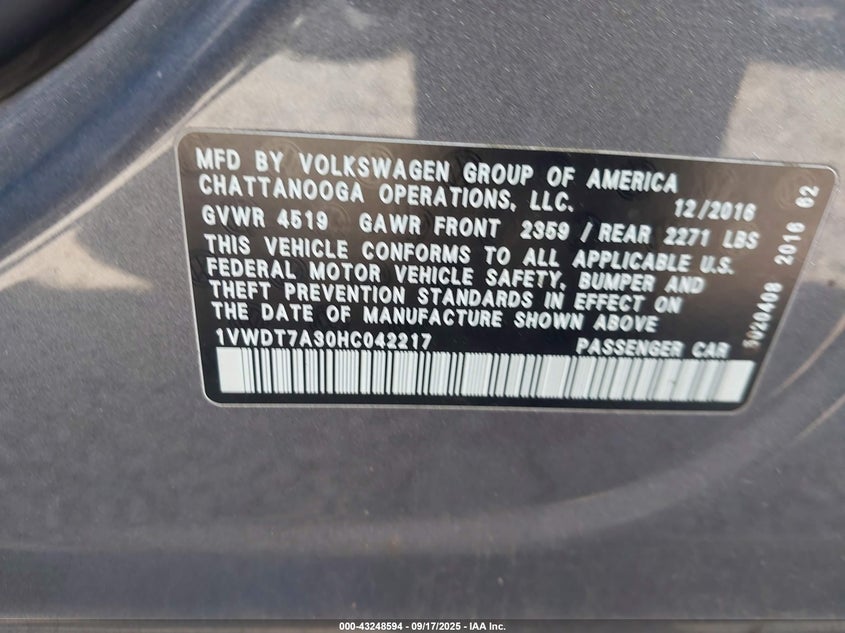 MFD BY VOLKSWAGEN GROUP OF AMERICA
CHATTANOOGA OPERATIONS, LLC. 12/2016
GVWR 4519 GAWR FRONT 2359 / REAR 2271 LBS
THIS VEHICLE CONFORMS TO ALL APPLICABLE U.S.
FEDERAL MOTOR VEHICLE SAFETY, BUMPER AND
THEFT PREVENTION STANDARDS IN EFFECT ON
THE DATE OF MANUFACTURE SHOWN ABOVE
1VWDT7A30HC042217 PASSENGER CAR
2016 62
000-43248594 - 09/17/2025 - IAA Inc.